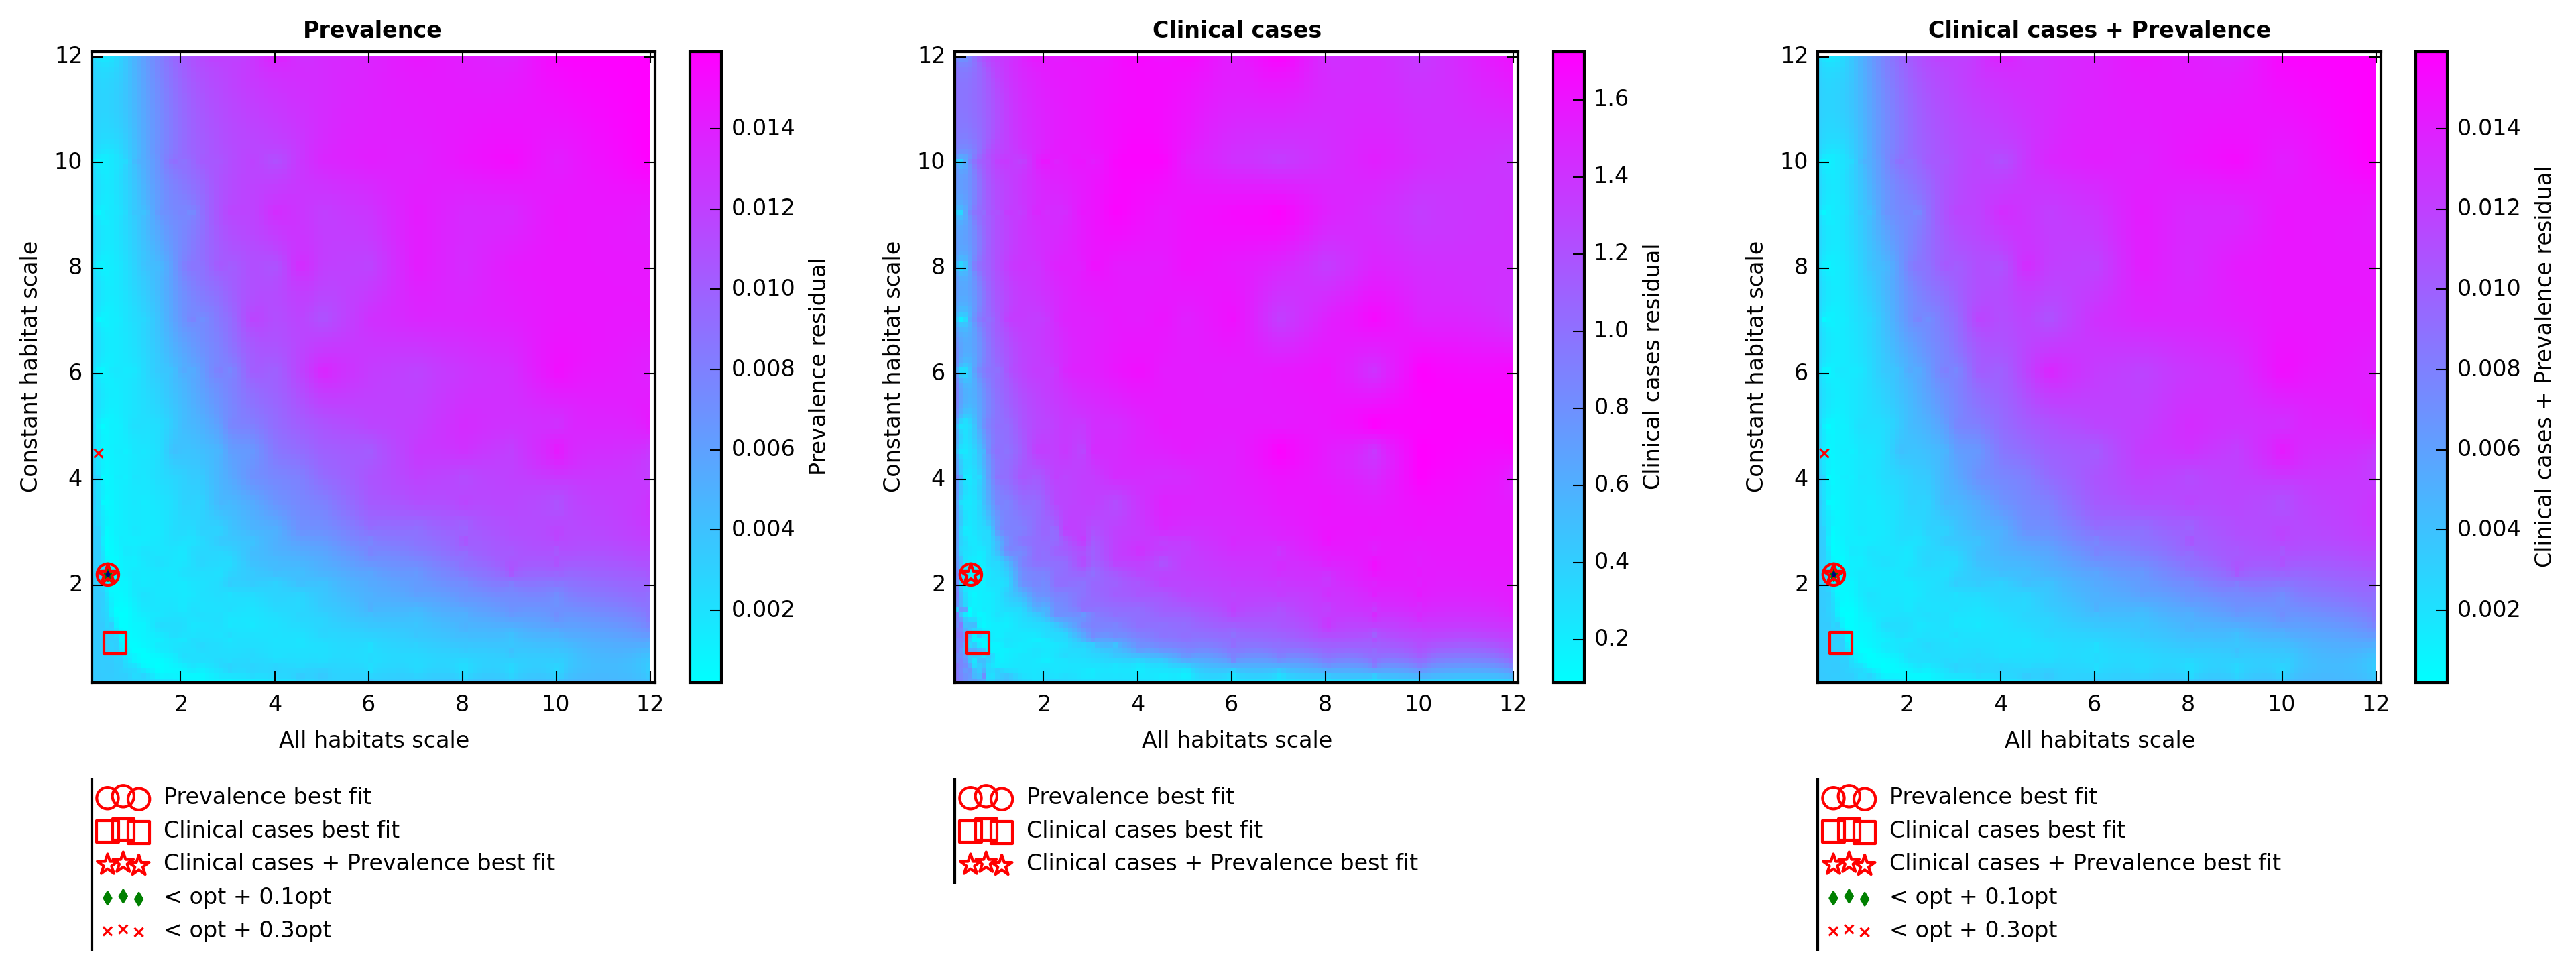 Prevalence
12
10
8
6
4
2
2 4 6 8 10 12
Constant habitat scale
All habitats scale
0.014
0.012
0.010
0.008
0.006
0.004
0.002
Prevalence residual
Prevalence best fit
Clinical cases best fit
Clinical cases + Prevalence best fit
< opt + 0.1opt
< opt + 0.3opt
Clinical cases
12
10
8
6
4
2
2 4 6 8 10 12
Constant habitat scale
All habitats scale
1.6
1.4
1.2
1.0
0.8
0.6
0.4
0.2
Clinical cases residual
Prevalence best fit
Clinical cases best fit
Clinical cases + Prevalence best fit
Clinical cases + Prevalence
12
10
8
6
4
2
2 4 6 8 10 12
Constant habitat scale
All habitats scale
0.014
0.012
0.010
0.008
0.006
0.004
0.002
Clinical cases + Prevalence residual
Prevalence best fit
Clinical cases best fit
Clinical cases + Prevalence best fit
< opt + 0.1opt
< opt + 0.3opt